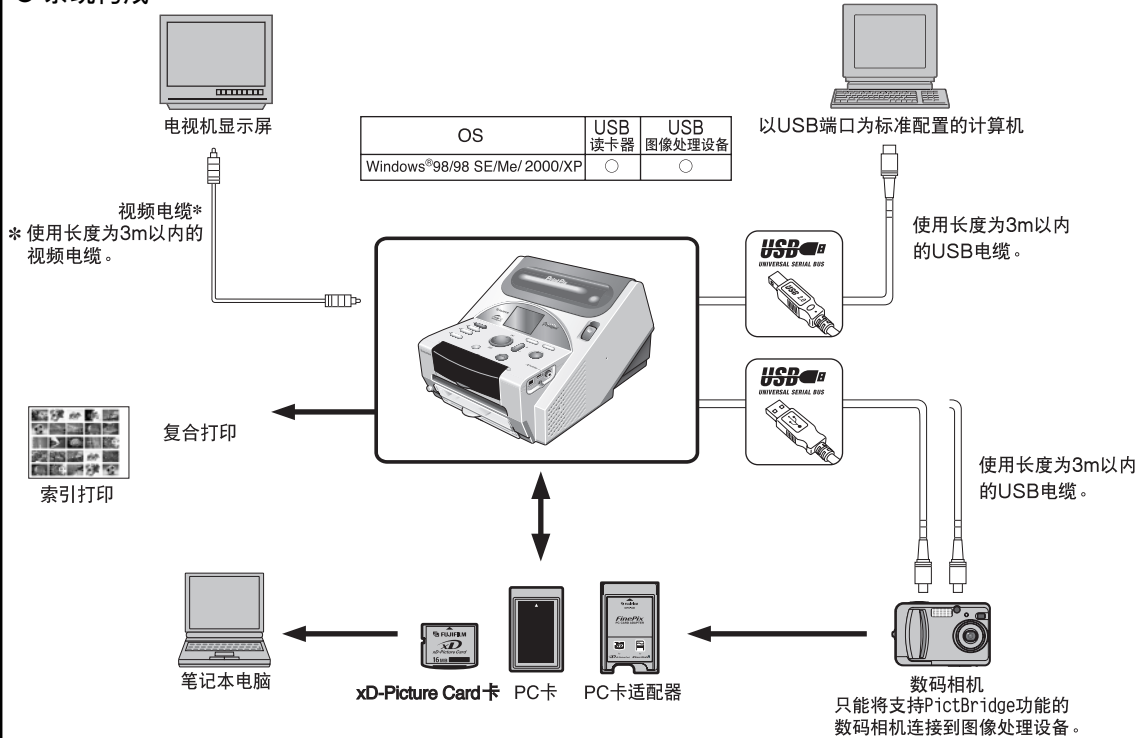 电视机显示屏
OS
USB
读卡器
USB
图像处理设备
Windows®98/98 SE/Me/ 2000/XP
○
○
以USB端口为标准配置的计算机
视频电缆*
* 使用长度为3m以内的
视频电缆。
USB
UNIVERSAL SERIAL BUS
使用长度为3m以内
的USB电缆。
USB
UNIVERSAL SERIAL BUS
使用长度为3m以内
的USB电缆。
复合打印
索引打印
笔记本电脑
FUJIFILM
xD
xD-Picture Card
16 MB
xD-Picture Card卡
PC卡
FinePix
PC CARD ADAPTER
PC卡适配器
数码相机
只能将支持PictBridge功能的
数码相机连接到图像处理设备。